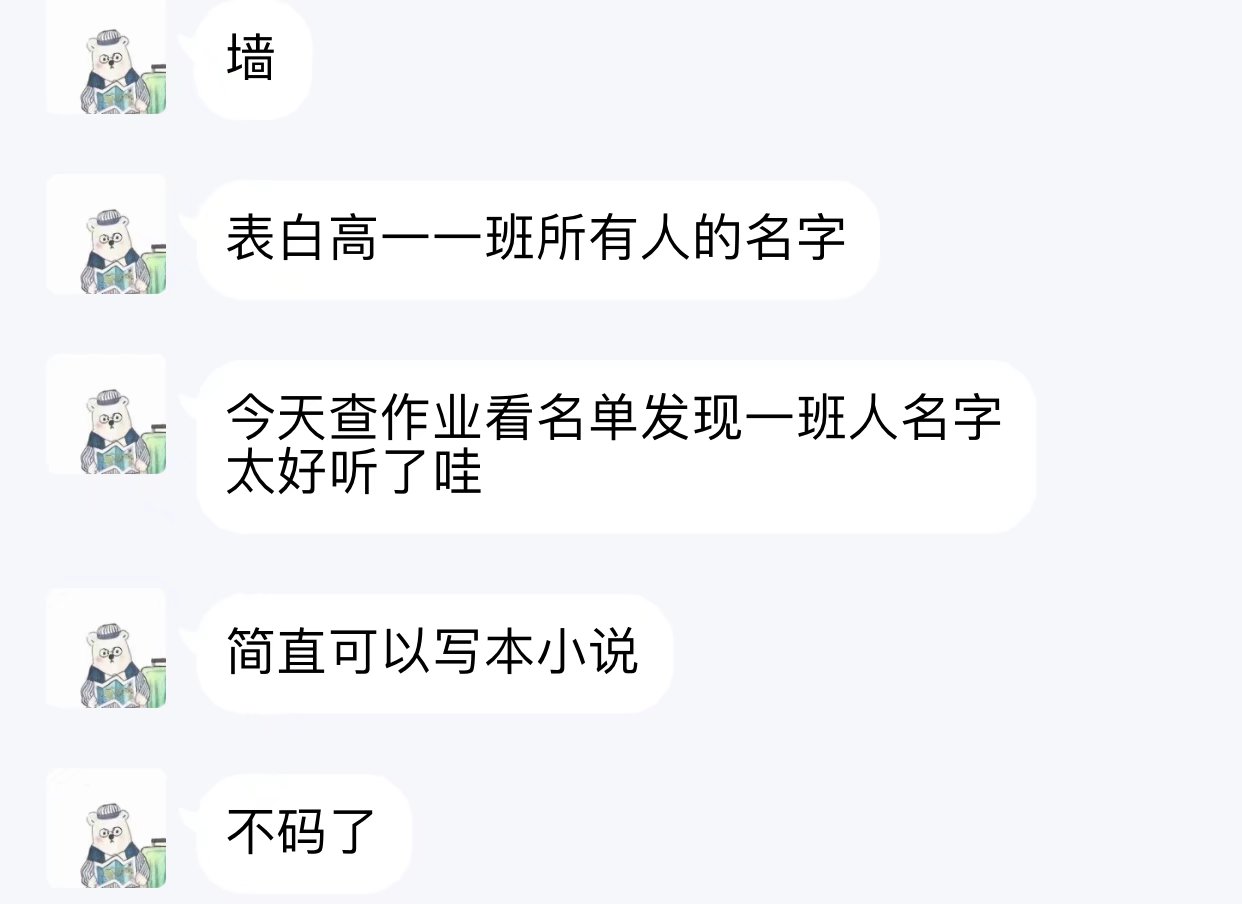 墙
表白高一一班所有人的名字
今天查作业看名单发现一班人名字
太好听了哇
简直可以写本小说
不码了